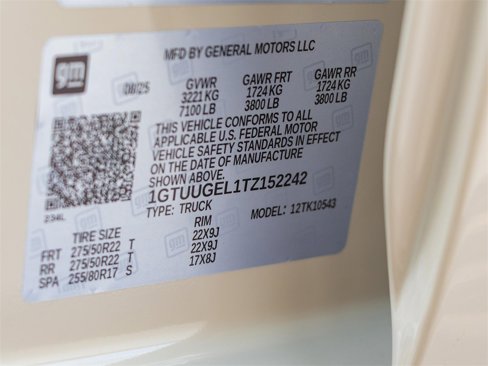 gm
MFD BY GENERAL MOTORS LLC
08/25 GVWR GAWR FRT GAWR RR
3221 KG 1724 KG 1724 KG
7100 LB 3800 LB 3800 LB
THIS VEHICLE CONFORMS TO ALL
APPLICABLE U.S. FEDERAL MOTOR
VEHICLE SAFETY STANDARDS IN EFFECT
ON THE DATE OF MANUFACTURE
SHOWN ABOVE.
1GTUUGEL1TZ152242
TYPE: TRUCK MODEL: 12TK10543
TIRE SIZE RIM
FRT 275/50R22 T 22X9J
RR 275/50R22 T 22X9J
SPA 255/80R17 S 17X8J